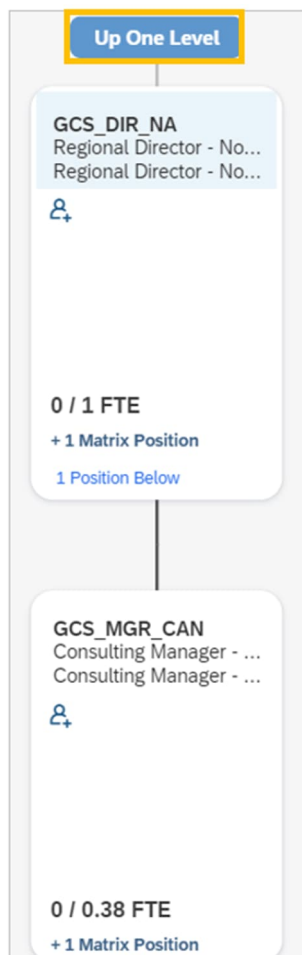 Up One Level
GCS_DIR_NA
Regional Director - No...
Regional Director - No...
0 / 1 FTE
+ 1 Matrix Position
1 Position Below
GCS_MGR_CAN
Consulting Manager - ...
Consulting Manager - ...
0 / 0.38 FTE
+ 1 Matrix Position